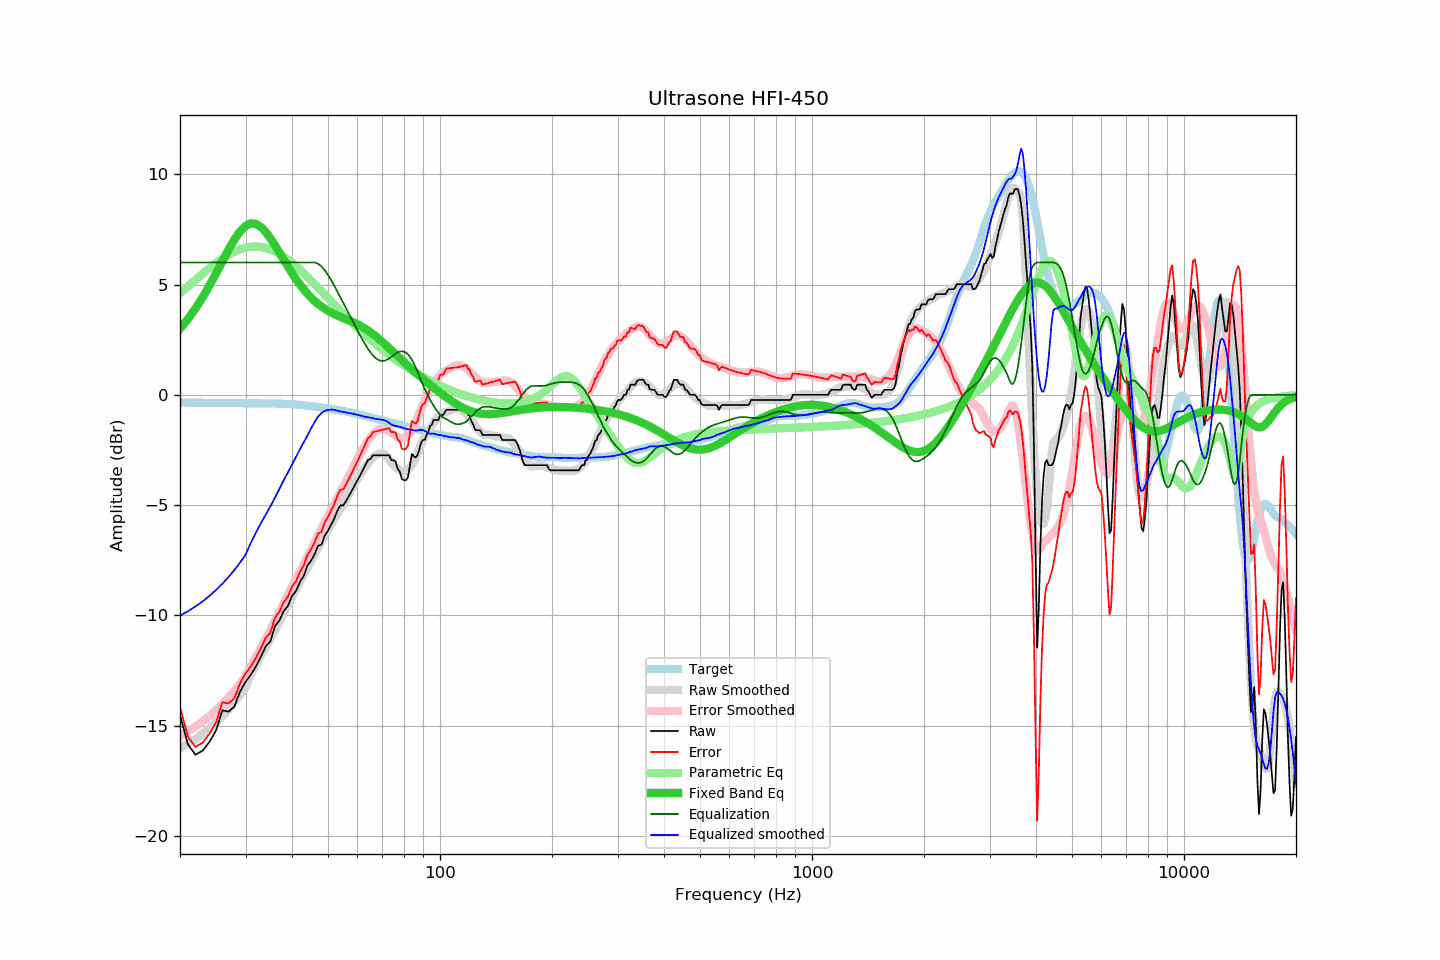 Ultrasone HFI-450
Amplitude (dBr)
10
5
0
−5
−10
−15
−20
100
1000
10000
Frequency (Hz)
Target
Raw Smoothed
Error Smoothed
Raw
Error
Parametric Eq
Fixed Band Eq
Equalization
Equalized smoothed